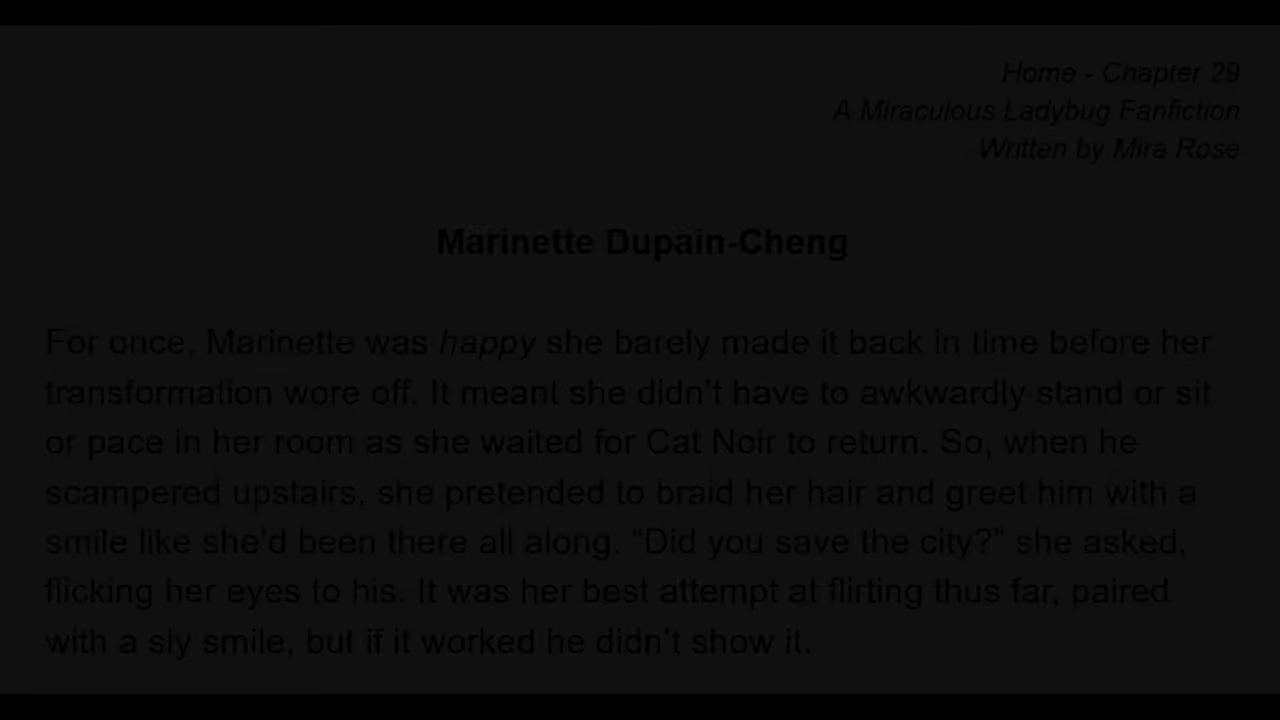 Home - Chapter 29
A Miraculous Ladybug Fanfiction
Written by Mira Rose
Marinette Dupain-Cheng
For once, Marinette was happy she barely made it back in time before her
transformation wore off. It meant she didn’t have to awkwardly stand or sit
or pace in her room as she waited for Cat Noir to return. So, when he
scampered upstairs, she pretended to braid her hair and greet him with a
smile like she’d been there all along. “Did you save the city?” she asked,
flicking her eyes to his. It was her best attempt at flirting thus far, paired
with a sly smile, but if it worked he didn’t show it.